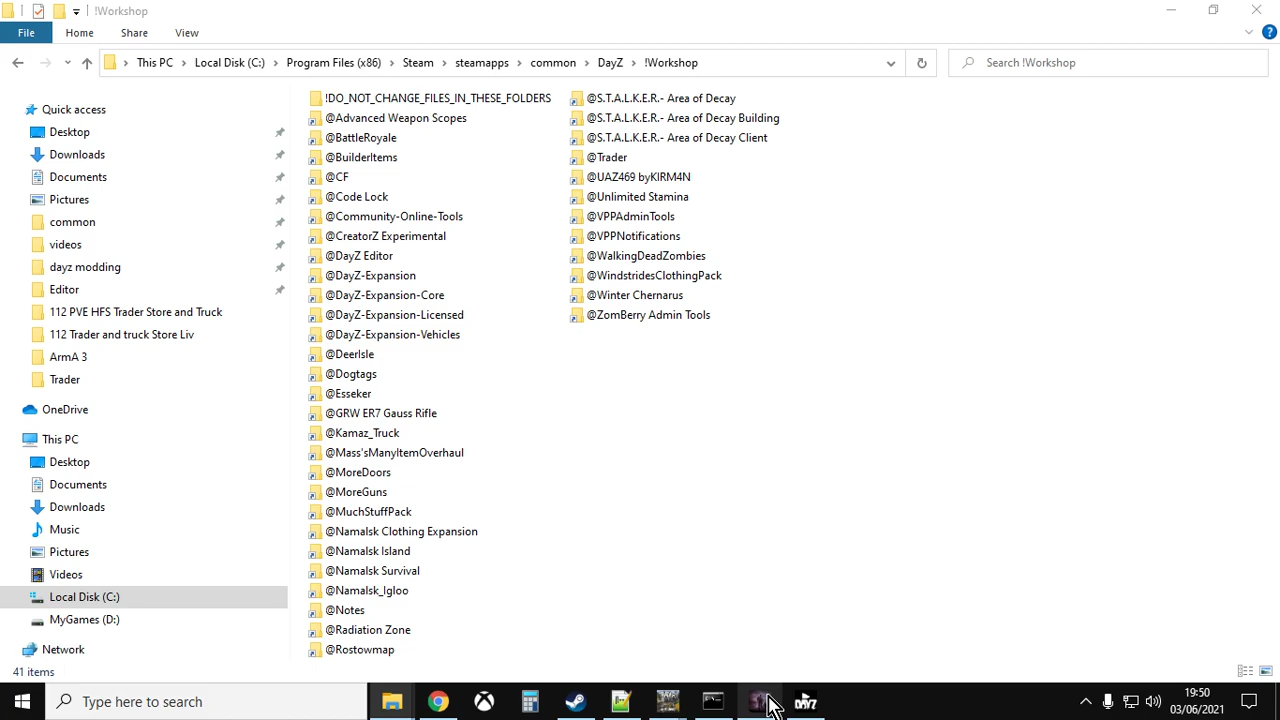 !Workshop
File
Home
Share
View
This PC
Local Disk (C:)
Program Files (x86)
Steam
steamapps
common
DayZ
!Workshop
Search !Workshop
Quick access
Desktop
Downloads
Documents
Pictures
common
videos
dayz modding
Editor
112 PVE HFS Trader Store and Truck
112 Trader and truck Store Liv
ArmA 3
Trader
OneDrive
This PC
Desktop
Documents
Downloads
Music
Pictures
Videos
Local Disk (C:)
MyGames (D:)
Network
!DO_NOT_CHANGE_FILES_IN_THESE_FOLDERS
@Advanced Weapon Scopes
@BattleRoyale
@BuilderItems
@CF
@Code Lock
@Community-Online-Tools
@CreatorZ Experimental
@DayZ Editor
@DayZ-Expansion
@DayZ-Expansion-Core
@DayZ-Expansion-Licensed
@DayZ-Expansion-Vehicles
@DeerIsle
@Dogtags
@Esseker
@GRW ER7 Gauss Rifle
@Kamaz_Truck
@Mass'sManyItemOverhaul
@MoreDoors
@MoreGuns
@MuchStuffPack
@Namalsk Clothing Expansion
@Namalsk Island
@Namalsk Survival
@Namalsk_Igloo
@Notes
@Radiation Zone
@Rostowmap
@S.T.A.L.K.E.R.- Area of Decay
@S.T.A.L.K.E.R.- Area of Decay Building
@S.T.A.L.K.E.R.- Area of Decay Client
@Trader
@UAZ469 byKIRM4N
@Unlimited Stamina
@VPPAdminTools
@VPPNotifications
@WalkingDeadZombies
@WindstridesClothingPack
@Winter Chernarus
@ZomBerry Admin Tools
41 items
Type here to search
DAYZ
19:50
03/06/2021